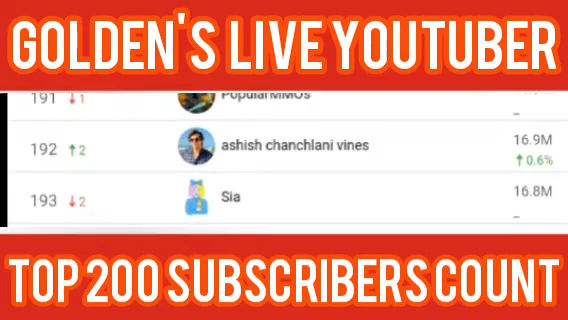 GOLDEN'S LIVE YOUTUBER
191 ↓1 PopularMMOs
192 ↑2 ashish chanchlani vines 16.9M
↑0.6%
193 ↓2 Sia 16.8M
TOP 200 SUBSCRIBERS COUNT